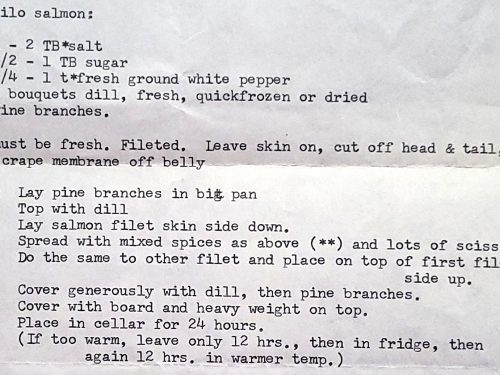 ilo salmon:
- 2 TB*salt
/2 - 1 TB sugar
/4 - 1 t*fresh ground white pepper
bouquets dill, fresh, quickfrozen or dried
ine branches.
ust be fresh. Fileted. Leave skin on, cut off head & tail,
crape membrane off belly
Lay pine branches in big pan
Top with dill
Lay salmon filet skin side down.
Spread with mixed spices as above (**) and lots of sciss
Do the same to other filet and place on top of first fil
side up.
Cover generously with dill, then pine branches.
Cover with board and heavy weight on top.
Place in cellar for 24 hours.
(If too warm, leave only 12 hrs., then in fridge, then
again 12 hrs. in warmer temp.)